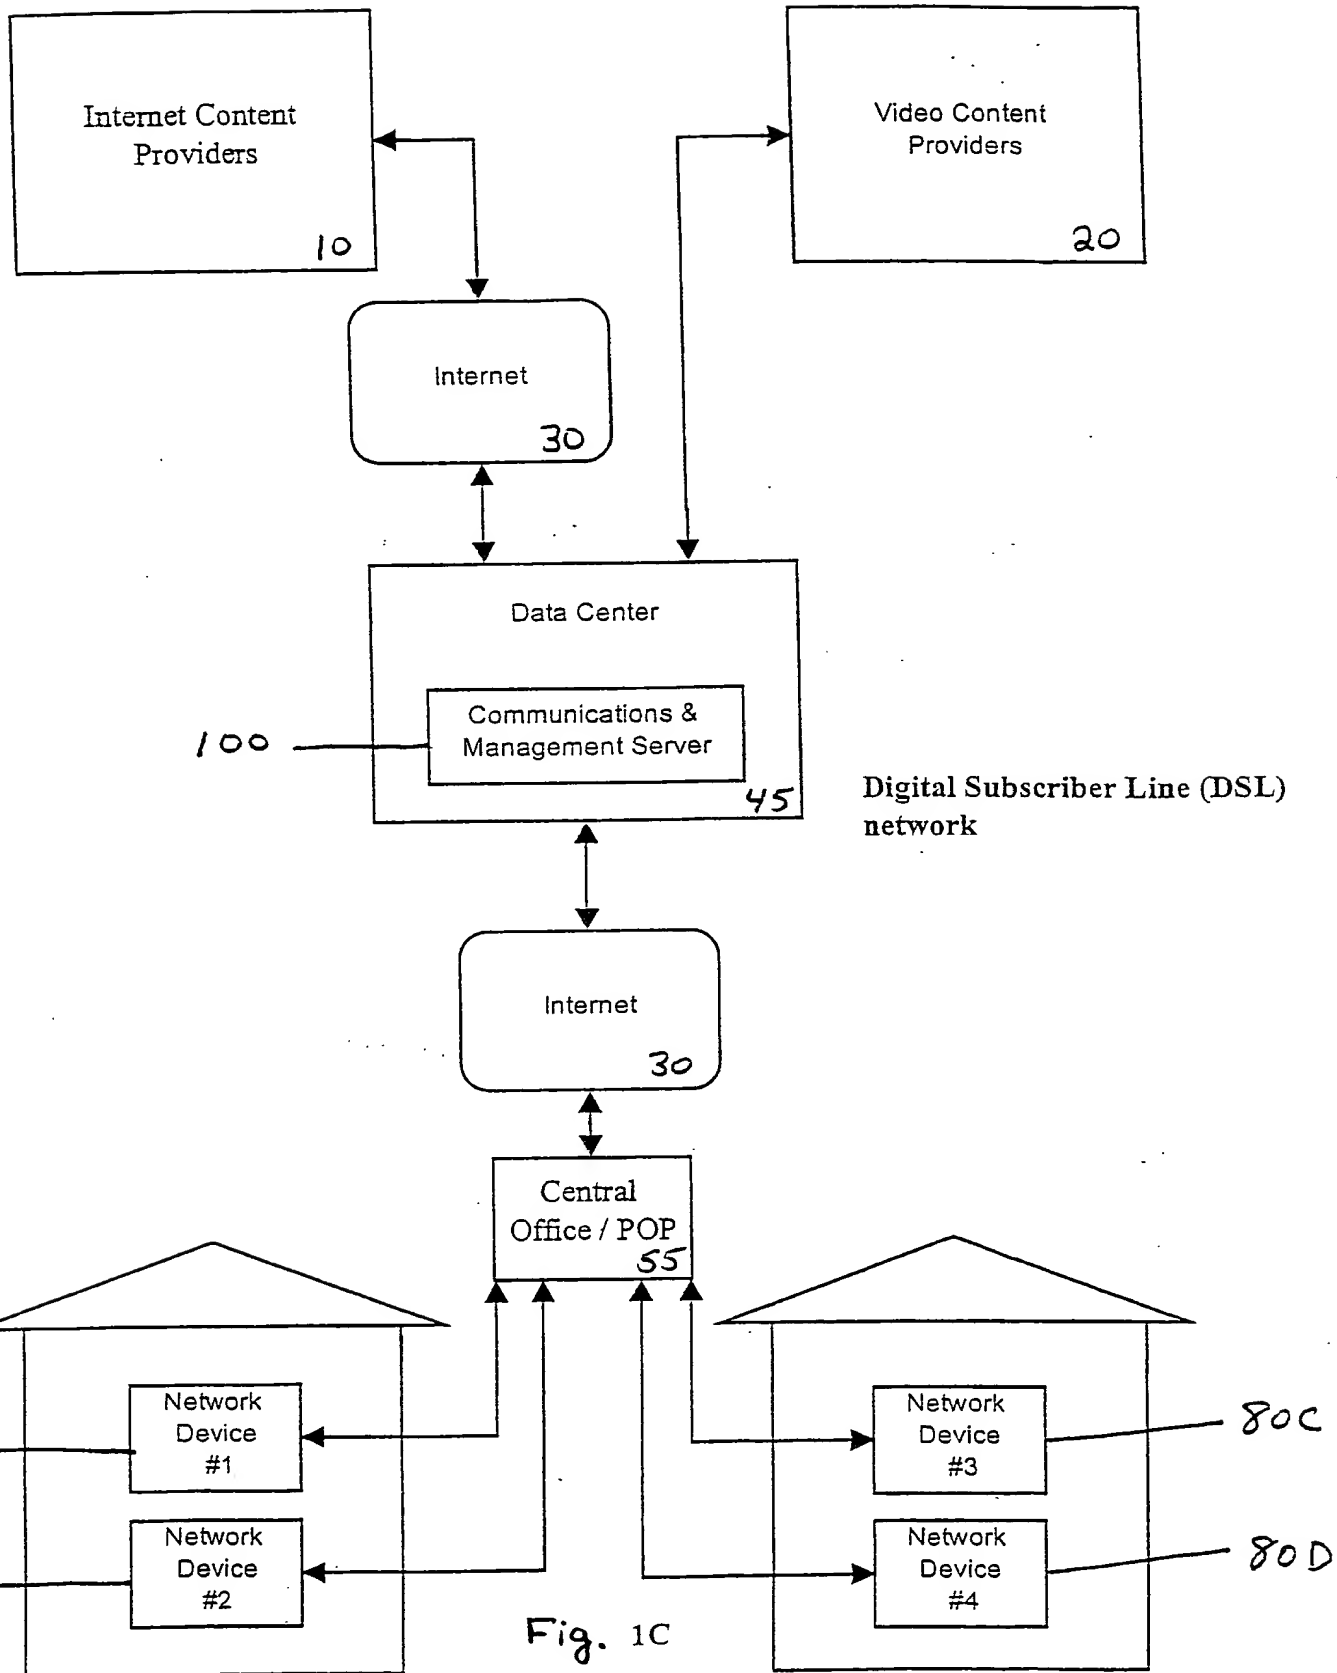 Internet Content
Providers
10
Video Content
Providers
20
Internet
30
Data Center
Communications &
Management Server
100
45
Digital Subscriber Line (DSL)
network
Internet
30
Central
Office / POP
55
Network
Device
#1
Network
Device
#2
Network
Device
#3
80C
Network
Device
#4
80D
Fig. 1C